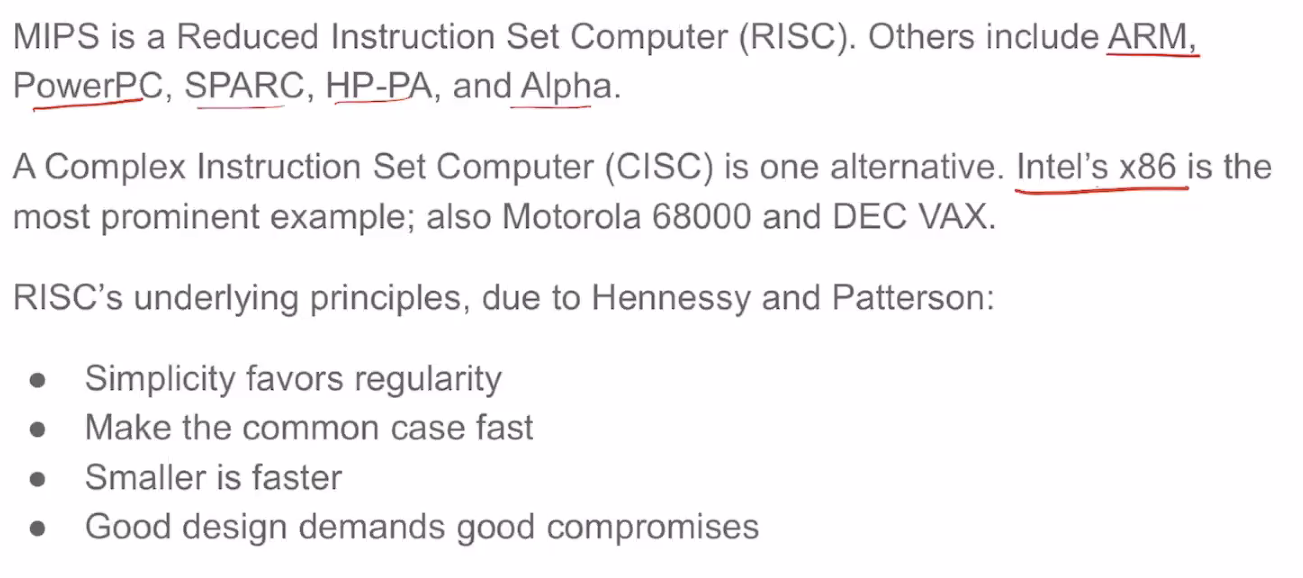 MIPS is a Reduced Instruction Set Computer (RISC). Others include ARM,
PowerPC, SPARC, HP-PA, and Alpha.
A Complex Instruction Set Computer (CISC) is one alternative. Intel’s x86 is the
most prominent example; also Motorola 68000 and DEC VAX.
RISC’s underlying principles, due to Hennessy and Patterson:
● Simplicity favors regularity
● Make the common case fast
● Smaller is faster
● Good design demands good compromises